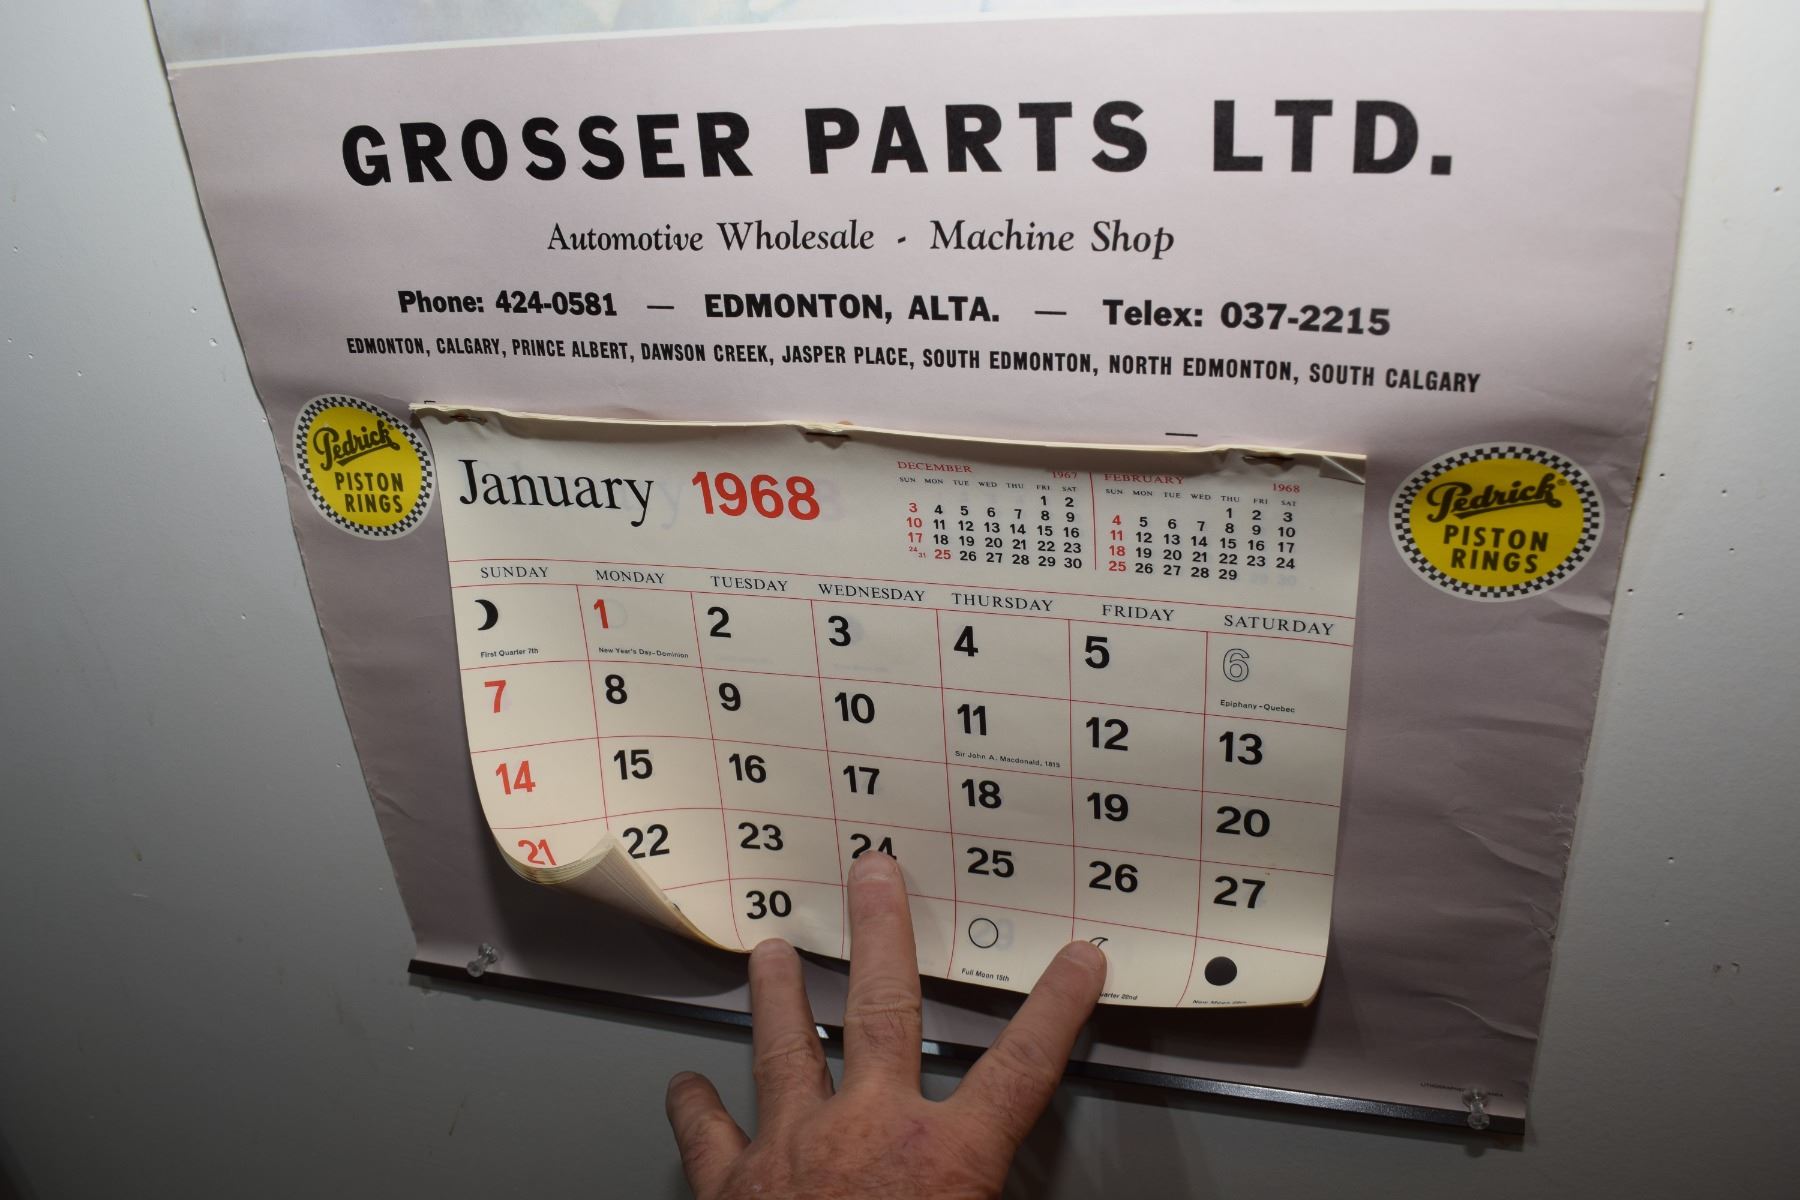 GROSSER PARTS LTD.
Automotive Wholesale - Machine Shop
Phone: 424-0581 — EDMONTON, ALTA. — Telex: 037-2215
EDMONTON, CALGARY, PRINCE ALBERT, DAWSON CREEK, JASPER PLACE, SOUTH EDMONTON, NORTH EDMONTON, SOUTH CALGARY
Pedrick
PISTON
RINGS
Pedrick®
PISTON
RINGS
January 1968
DECEMBER 1967
SUN MON TUE WED THU FRI SAT
1 2
3 4 5 6 7 8 9
10 11 12 13 14 15 16
17 18 19 20 21 22 23
24 31 25 26 27 28 29 30
FEBRUARY 1968
SUN MON TUE WED THU FRI SAT
1 2 3
4 5 6 7 8 9 10
11 12 13 14 15 16 17
18 19 20 21 22 23 24
25 26 27 28 29
SUNDAY MONDAY TUESDAY WEDNESDAY THURSDAY FRIDAY SATURDAY
1 2 3 4 5 6
First Quarter 7th New Year's Day-Dominion Epiphany-Quebec
7 8 9 10 11 12 13
Sir John A. Macdonald, 1815
14 15 16 17 18 19 20
21 22 23 24 25 26 27
30
Full Moon 15th 22nd New Moon